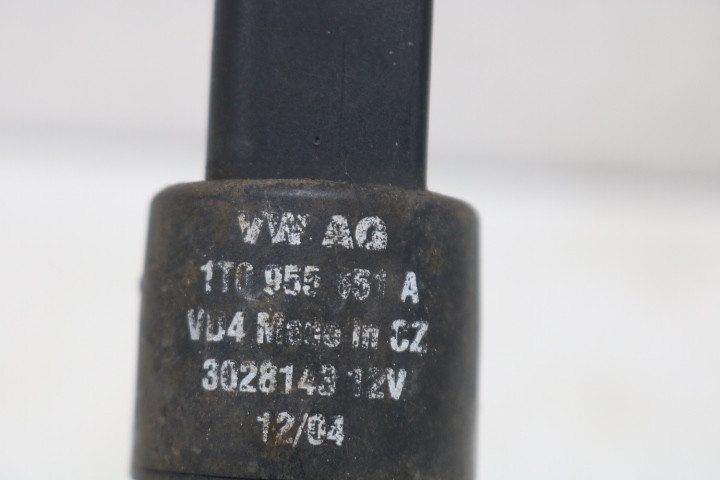 VW AG
1T0 955 651 A
VD4 Made in CZ
3028143 12V
12/04